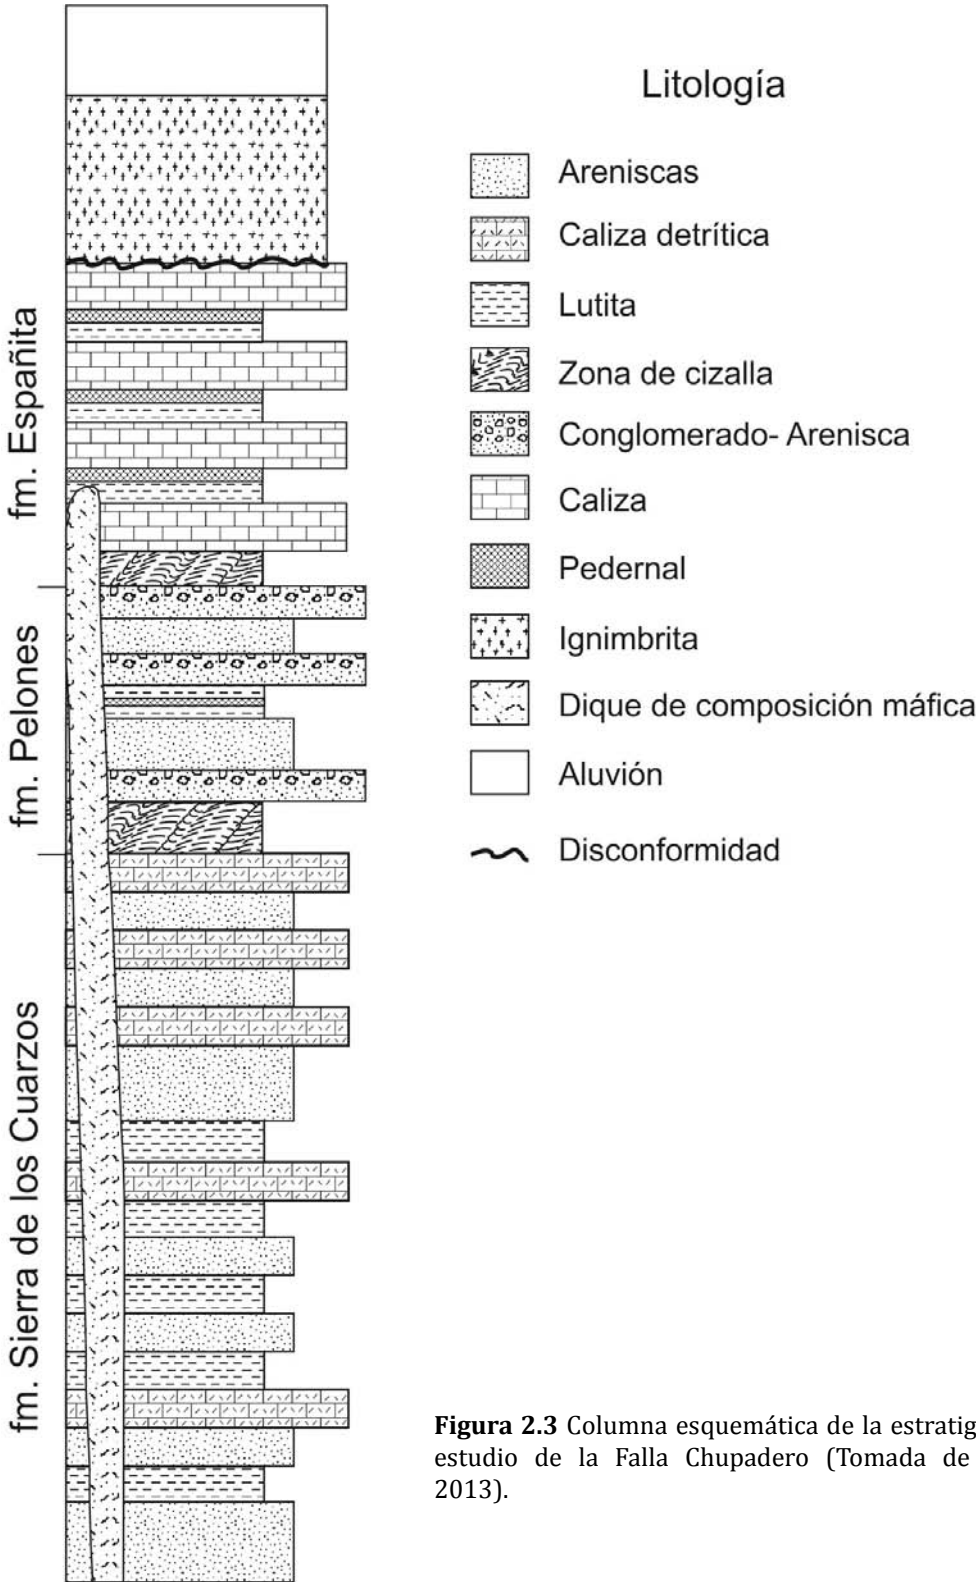 Litología
Areniscas
Caliza detrítica
Lutita
Zona de cizalla
Conglomerado- Arenisca
Caliza
Pedernal
Ignimbrita
Dique de composición máfica
Aluvión
Disconformidad
fm. Españita
fm. Pelones
fm. Sierra de los Cuarzos
Figura 2.3 Columna esquemática de la estratig
estudio de la Falla Chupadero (Tomada de
2013).